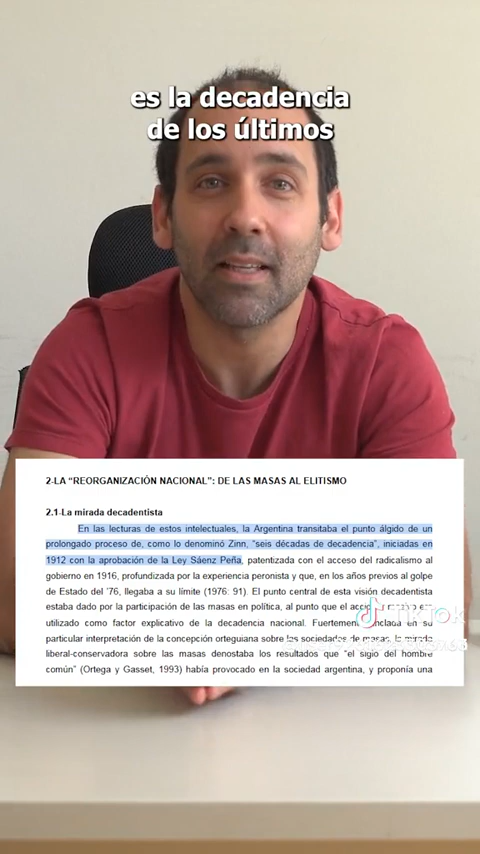 es la decadencia
de los últimos
2-LA “REORGANIZACIÓN NACIONAL”: DE LAS MASAS AL ELITISMO
2.1-La mirada decadentista
En las lecturas de estos intelectuales, la Argentina transitaba el punto álgido de un
prolongado proceso de, como lo denominó Zinn, “seis décadas de decadencia”, iniciadas en
1912 con la aprobación de la Ley Sáenz Peña, patentizada con el acceso del radicalismo al
gobierno en 1916, profundizada por la experiencia peronista y que, en los años previos al golpe
de Estado del ’76, llegaba a su límite (1976: 91). El punto central de esta visión decadentista
estaba dado por la participación de las masas en política, al punto que el
utilizado como factor explicativo de la decadencia nacional. Fuertemente anclada en su
particular interpretación de la concepción orteguiana sobre las sociedades de masas, la mirada
liberal-conservadora sobre las masas denostaba los resultados que “el siglo del hombre
común” (Ortega y Gasset, 1993) había provocado en la sociedad argentina, y proponía una
TikTok